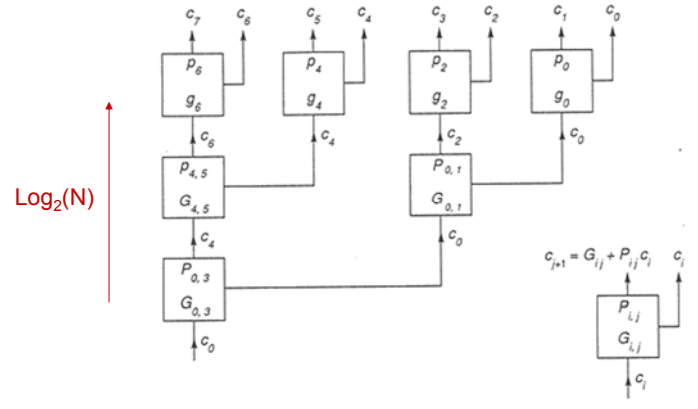 c₇ c₆ c₅ c₄ c₃ c₂ c₁ c₀
p₆ p₄ p₂ p₀
g₆ g₄ g₂ g₀
c₆ c₄ c₂ c₀
p₄,₅ P₀,₁
G₄,₅ G₀,₁
Log₂(N)
c₄ c₀
P₀,₃
G₀,₃
c₀
cⱼ₊₁ = Gᵢⱼ + Pᵢⱼcᵢ cᵢ
Pᵢ,ⱼ
Gᵢ,ⱼ
cᵢ